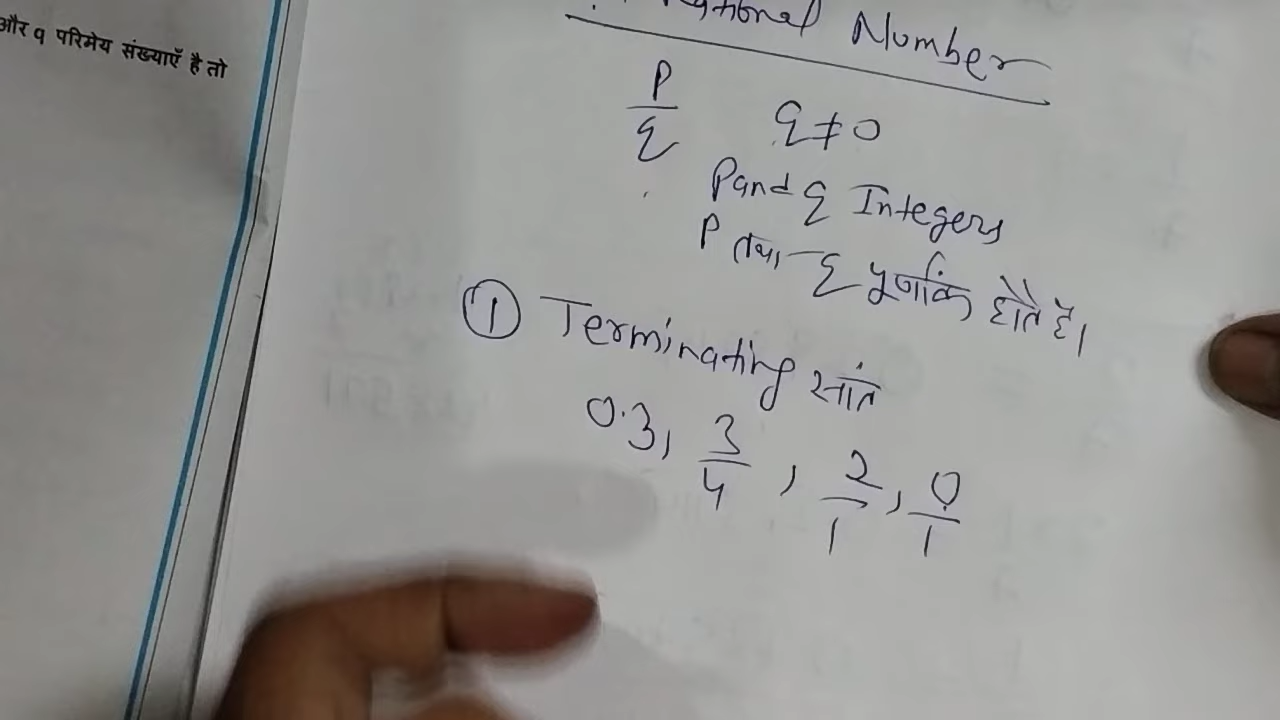 और q परिमेय संख्याएँ है तो
Number
P/q q≠0
P and q Integers
P तथा q पूर्णांक होते हैं।
① Terminating सांत
0.3, 3/4, 2/1, 0/1